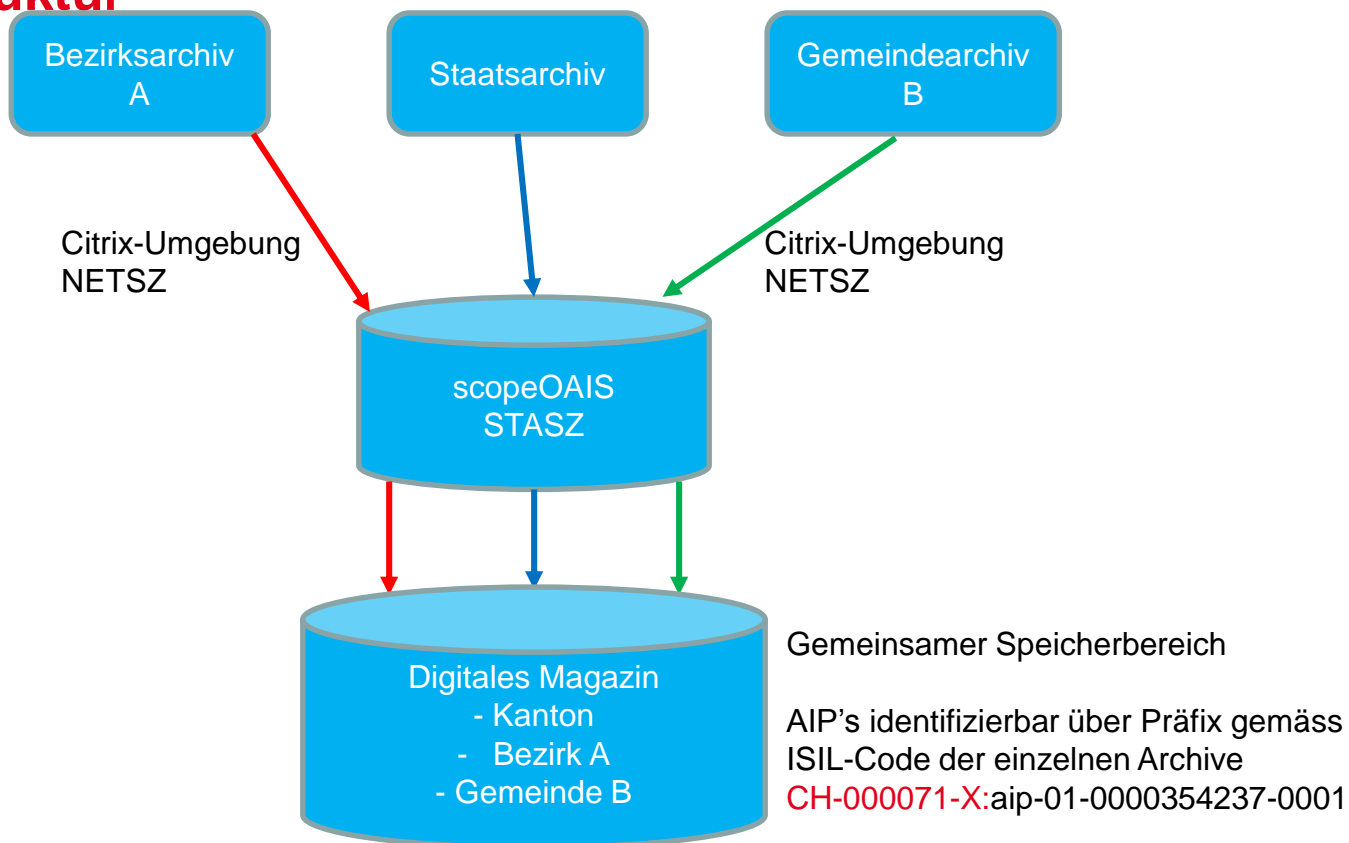 Bezirksarchiv
A
Staatsarchiv
Gemeindearchiv
B
Citrix-Umgebung
NETSZ
Citrix-Umgebung
NETSZ
scopeOAIS
STASZ
Digitales Magazin
- Kanton
- Bezirk A
- Gemeinde B
Gemeinsamer Speicherbereich
AIP's identifizierbar über Präfix gemäss
ISIL-Code der einzelnen Archive
CH-000071-X:aip-01-0000354237-0001